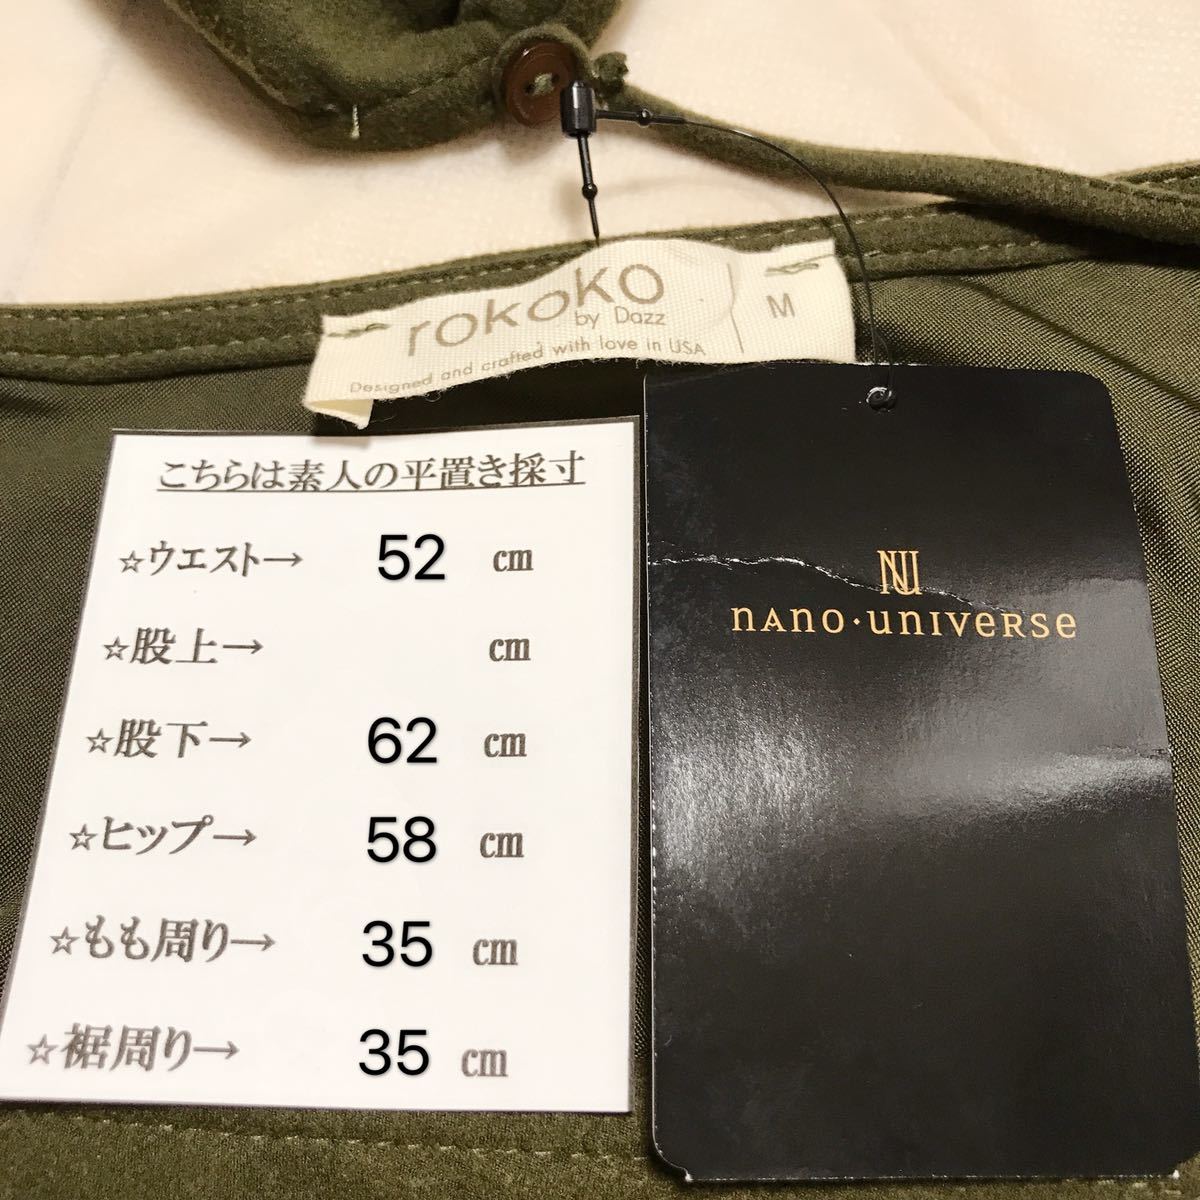 rokoko
by Dazz
M
Designed and crafted with love in USA
こちらは素人の平置き採寸
☆ウエスト→ 52 ㎝
☆股上→ ㎝
☆股下→ 62 ㎝
☆ヒップ→ 58 ㎝
☆もも周り→ 35 ㎝
☆裾周り→ 35 ㎝
NU
nAno・unIVeRSe